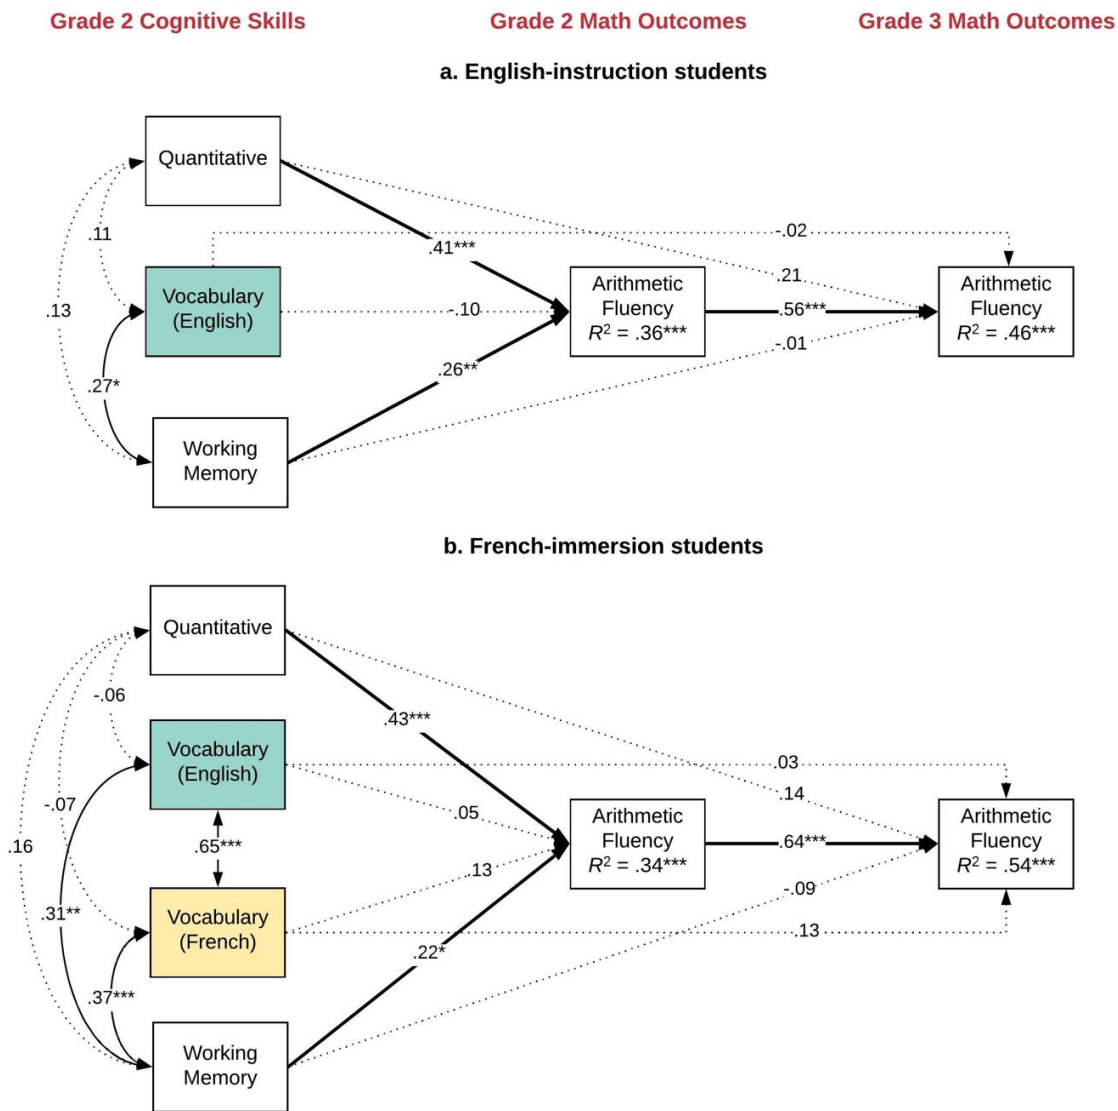 Grade 2 Cognitive Skills
Grade 2 Math Outcomes
Grade 3 Math Outcomes
a. English-instruction students
Quantitative
.11
.13
Vocabulary
(English)
.27*
Working
Memory
.41***
-.10
.26**
-.02
.21
.56***
-.01
Arithmetic
Fluency
R² = .36***
Arithmetic
Fluency
R² = .46***
b. French-immersion students
Quantitative
-.06
Vocabulary
(English)
-.07
.16
.65***
.31**
Vocabulary
(French)
.37***
Working
Memory
.43***
.05
.13
.22*
Arithmetic
Fluency
R² = .34***
.03
.14
.64***
-.09
.13
Arithmetic
Fluency
R² = .54***